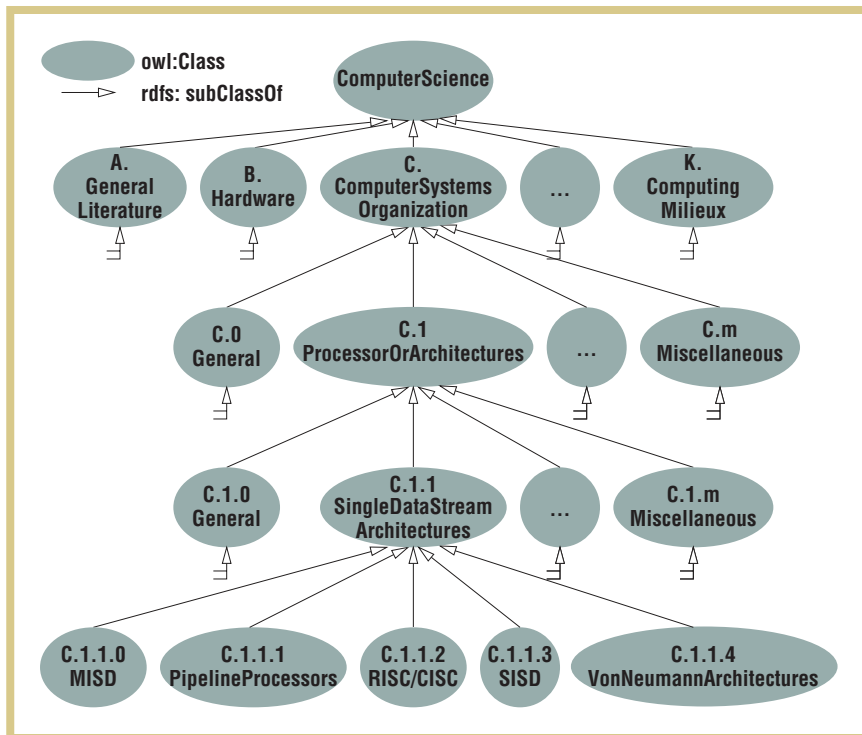 owl:Class
rdfs: subClassOf
ComputerScience
A.
General
Literature
B.
Hardware
C.
ComputerSystems
Organization
...
K.
Computing
Milieux
C.0
General
C.1
ProcessorOrArchitectures
...
C.m
Miscellaneous
C.1.0
General
C.1.1
SingleDataStream
Architectures
...
C.1.m
Miscellaneous
C.1.1.0
MISD
C.1.1.1
PipelineProcessors
C.1.1.2
RISC/CISC
C.1.1.3
SISD
C.1.1.4
VonNeumannArchitectures